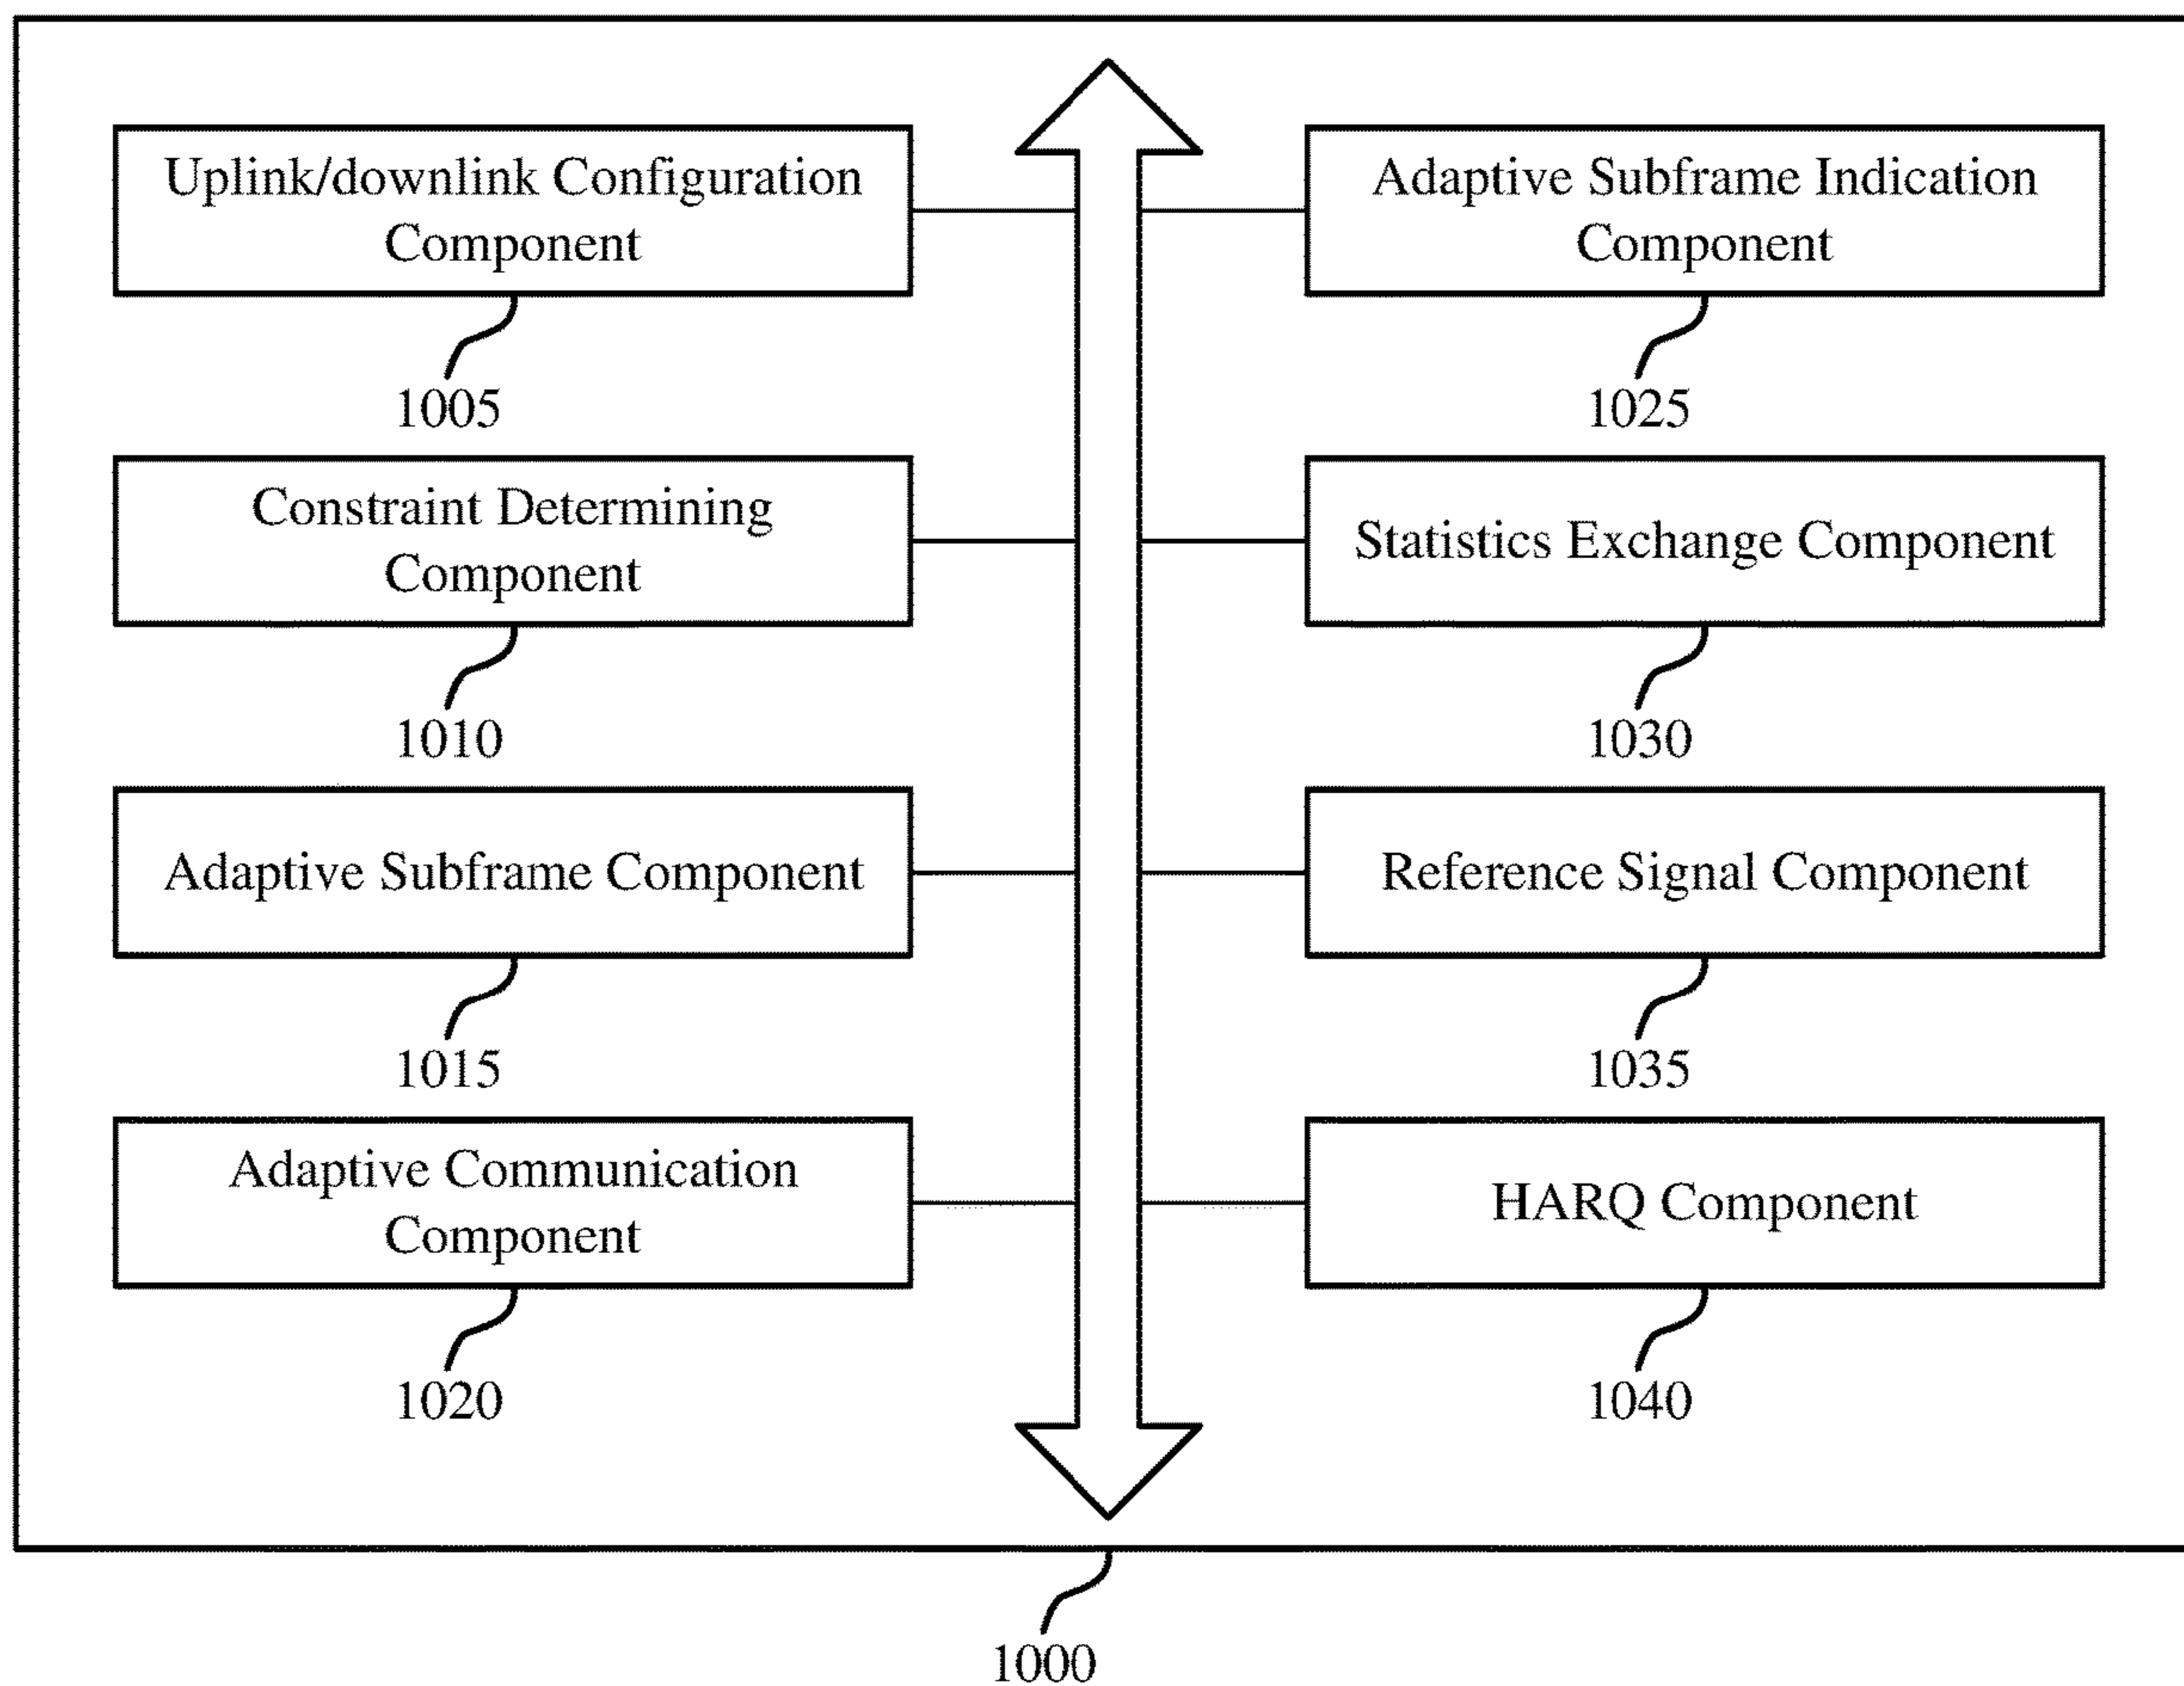 Uplink/downlink Configuration
Component
1005
Constraint Determining
Component
1010
Adaptive Subframe Component
1015
Adaptive Communication
Component
1020
Adaptive Subframe Indication
Component
1025
Statistics Exchange Component
1030
Reference Signal Component
1035
HARQ Component
1040
1000